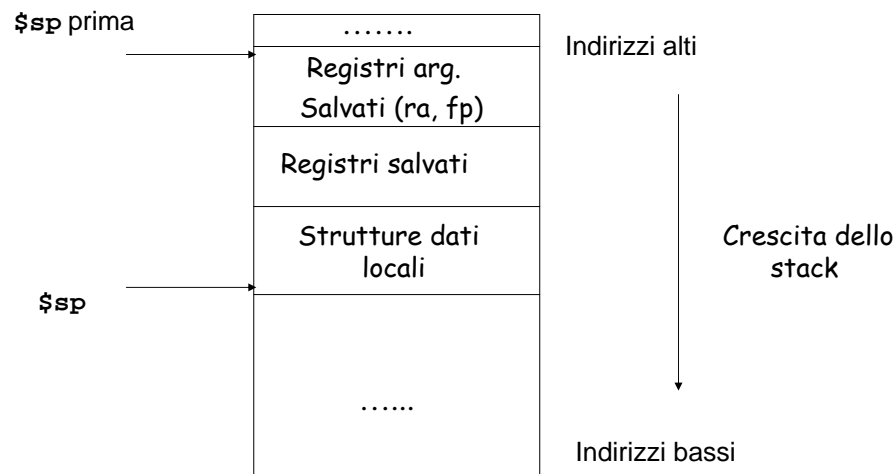 $sp prima
.......
Indirizzi alti
Registri arg.
Salvati (ra, fp)
Registri salvati
Strutture dati
locali
Crescita dello
stack
$sp
......
Indirizzi bassi